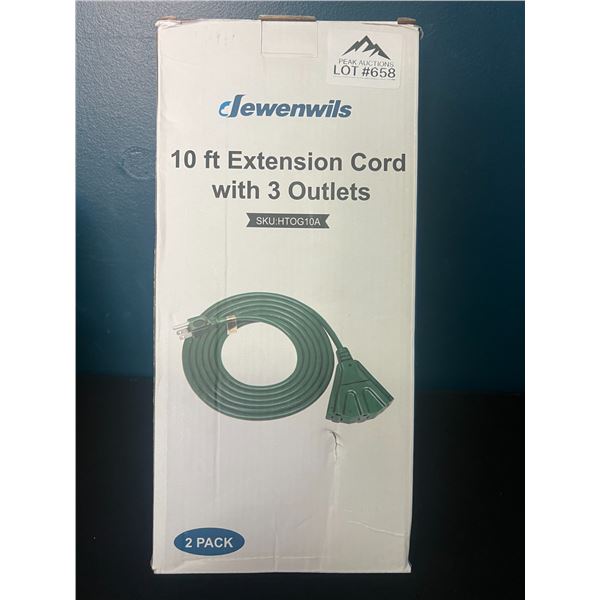 PEAK AUCTIONS
LOT #658
Dewenwils
10 ft Extension Cord
with 3 Outlets
SKU:HTOG10A
2 PACK